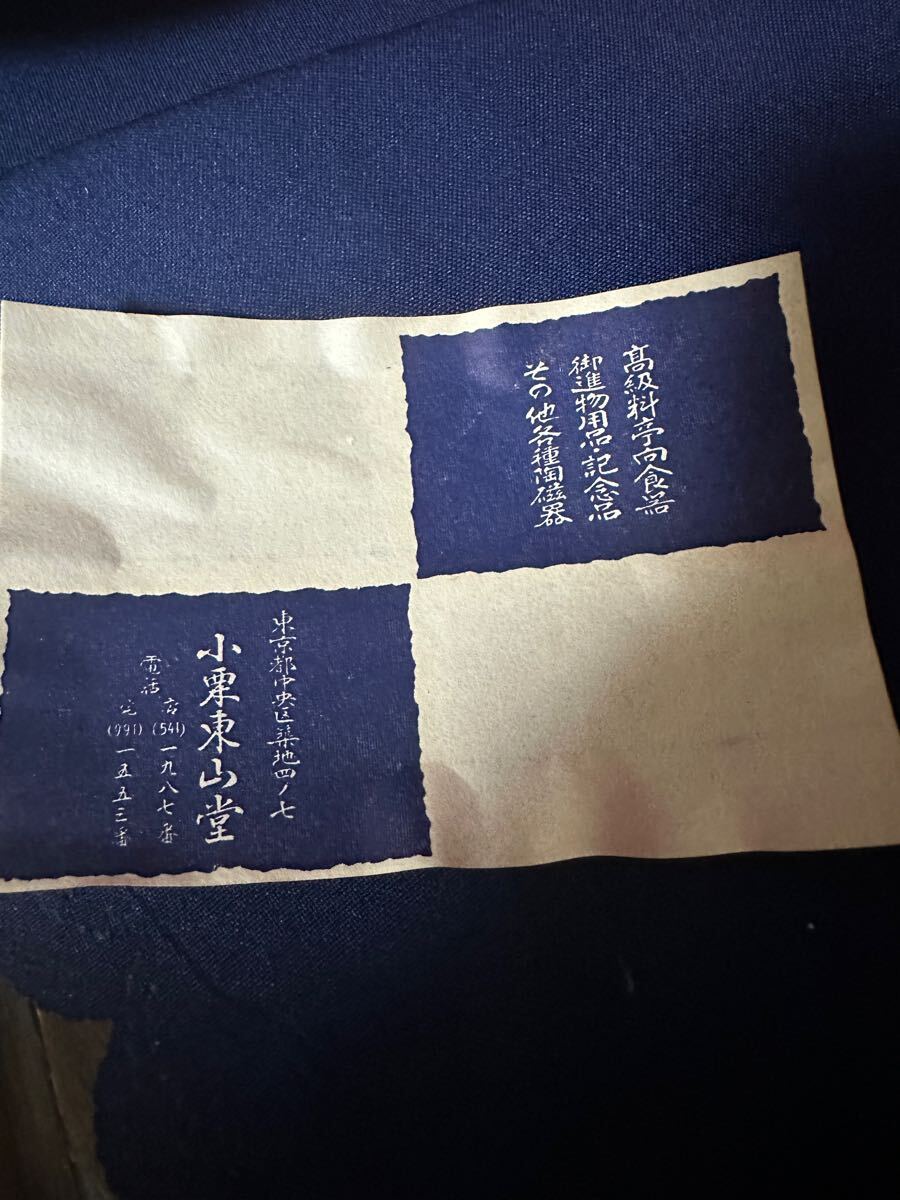 高級料亭向食器
御進物用品・記念品
その他各種陶磁器
東京都中央区築地四ノ七
小栗東山堂
電話 店(541)一九八七番
宅(991)一五五三番